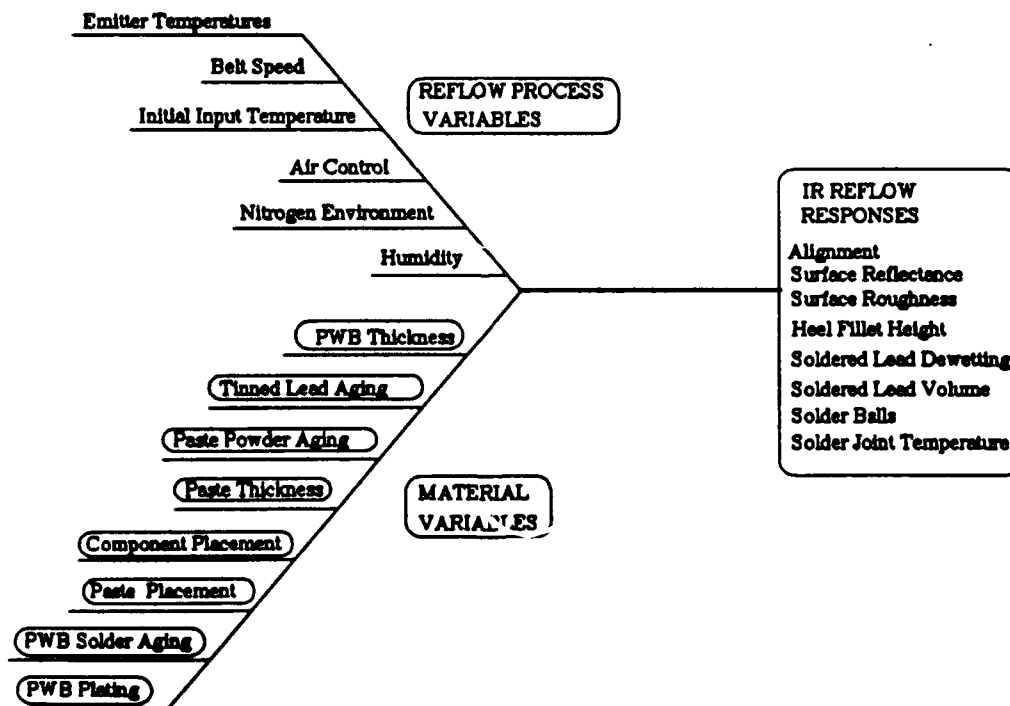 Emitter Temperatures
Belt Speed
Initial Input Temperature
Air Control
Nitrogen Environment
Humidity
REFLOW PROCESS
VARIABLES
PWB Thickness
Tinned Lead Aging
Paste Powder Aging
Paste Thickness
Component Placement
Paste Placement
PWB Solder Aging
PWB Plating
MATERIAL
VARIABLES
IR REFLOW
RESPONSES
Alignment
Surface Reflectance
Surface Roughness
Heel Fillet Height
Soldered Lead Dewetting
Soldered Lead Volume
Solder Balls
Solder Joint Temperature